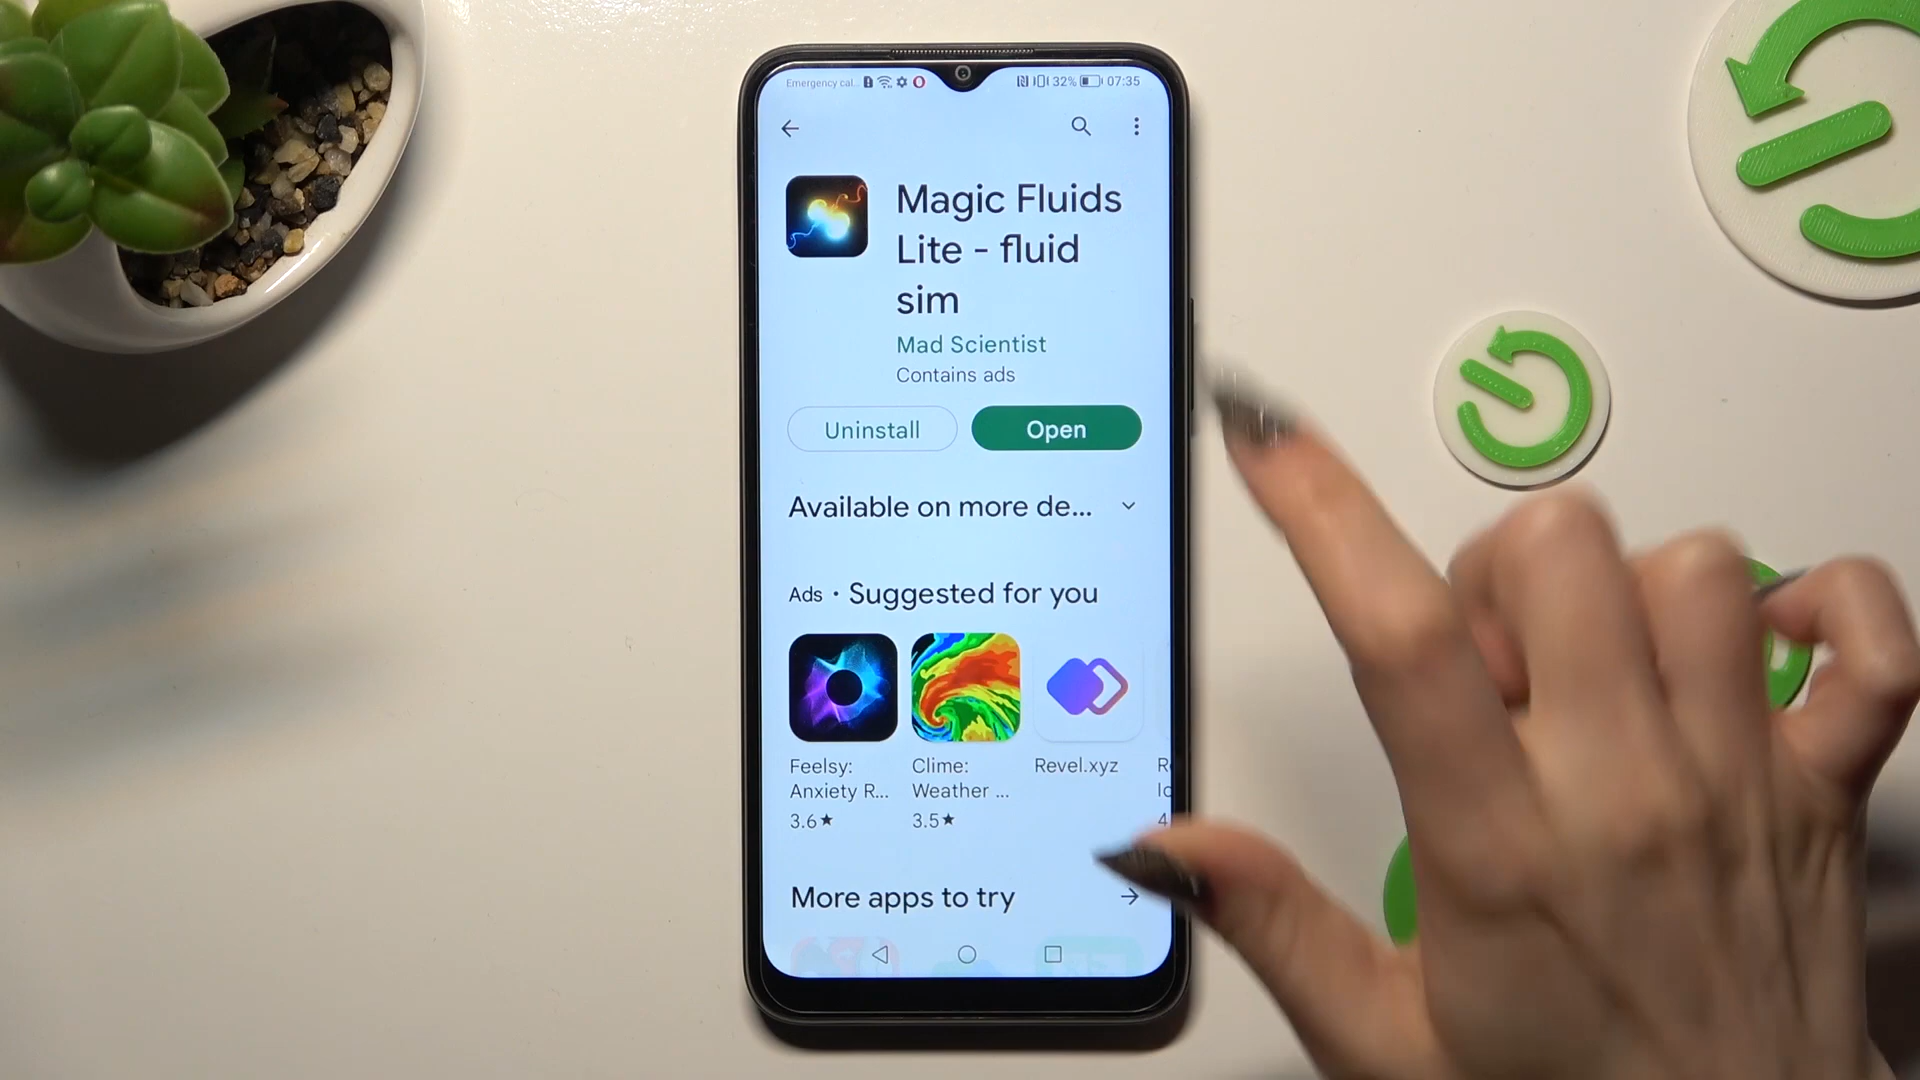 Emergency cal... 32% 07:35
Magic Fluids
Lite - fluid
sim
Mad Scientist
Contains ads
Uninstall Open
Available on more de...
Ads • Suggested for you
Feelsy:
Anxiety R...
3.6★
Clime:
Weather ...
3.5★
Revel.xyz
4
More apps to try